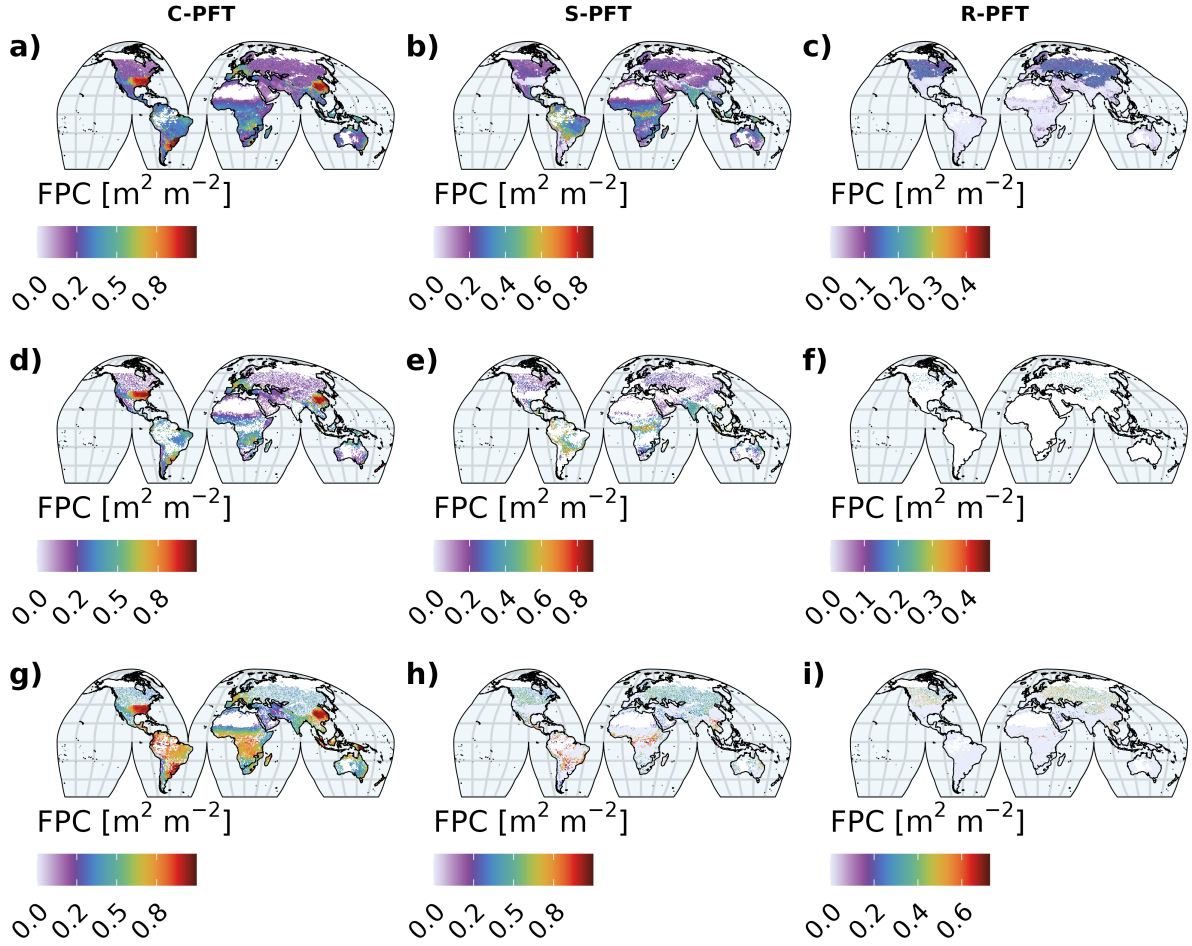 C-PFT S-PFT R-PFT
a) b) c)
FPC [m² m⁻²] FPC [m² m⁻²] FPC [m² m⁻²]
0.0 0.2 0.5 0.8 0.0 0.2 0.4 0.6 0.8 0.0 0.1 0.2 0.3 0.4
d) e) f)
FPC [m² m⁻²] FPC [m² m⁻²] FPC [m² m⁻²]
0.0 0.2 0.5 0.8 0.0 0.2 0.4 0.6 0.8 0.0 0.1 0.2 0.3 0.4
g) h) i)
FPC [m² m⁻²] FPC [m² m⁻²] FPC [m² m⁻²]
0.0 0.2 0.5 0.8 0.0 0.2 0.5 0.8 0.0 0.2 0.4 0.6